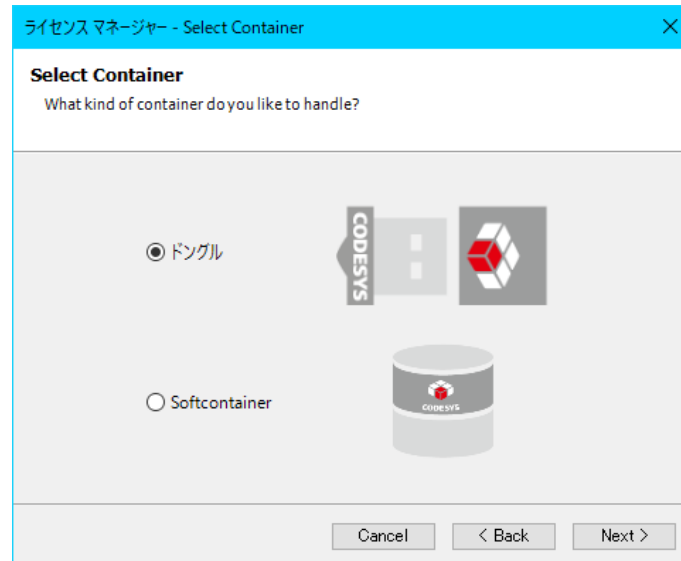 ライセンス マネージャー - Select Container
Select Container
What kind of container do you like to handle?
ドングル
CODESYS
Softcontainer
CODESYS
Cancel
< Back
Next >